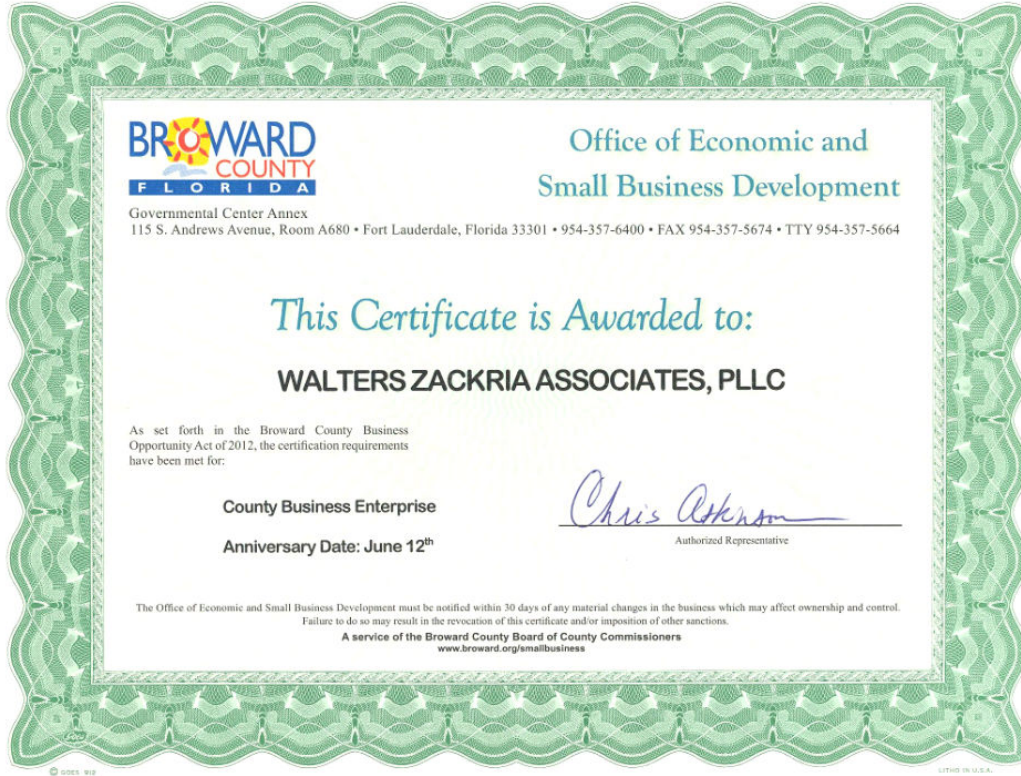 BROWARD
COUNTY
FLORIDA
Office of Economic and
Small Business Development
Governmental Center Annex
115 S. Andrews Avenue, Room A680 • Fort Lauderdale, Florida 33301 • 954-357-6400 • FAX 954-357-5674 • TTY 954-357-5664
This Certificate is Awarded to:
WALTERS ZACKRIA ASSOCIATES, PLLC
As set forth in the Broward County Business
Opportunity Act of 2012, the certification requirements
have been met for:
County Business Enterprise
Anniversary Date: June 12th
Chris Atkinson
Authorized Representative
The Office of Economic and Small Business Development must be notified within 30 days of any material changes in the business which may affect ownership and control.
Failure to do so may result in the revocation of this certificate and/or imposition of other sanctions.
A service of the Broward County Board of County Commissioners
www.broward.org/smallbusiness
© GOES 912
LITHO IN U.S.A.